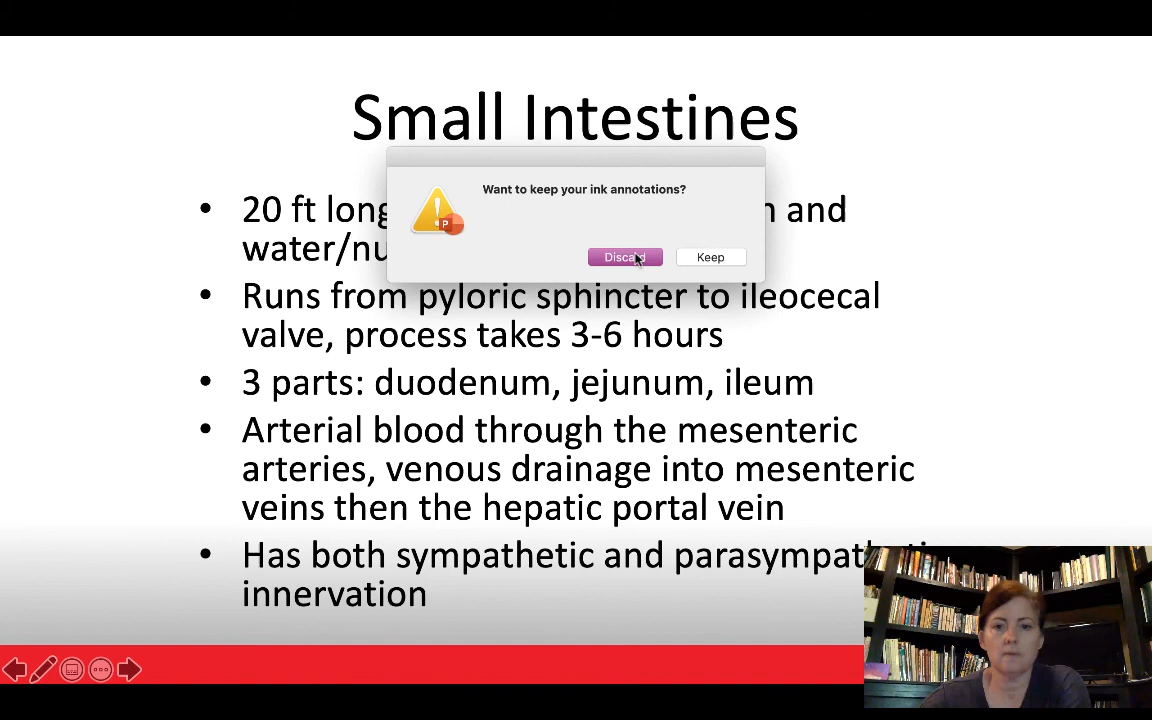 Small Intestines
Want to keep your ink annotations?
Discard
Keep
• 20 ft long and
water/nu
• Runs from pyloric sphincter to ileocecal
valve, process takes 3-6 hours
• 3 parts: duodenum, jejunum, ileum
• Arterial blood through the mesenteric
arteries, venous drainage into mesenteric
veins then the hepatic portal vein
• Has both sympathetic and parasympathetic
innervation